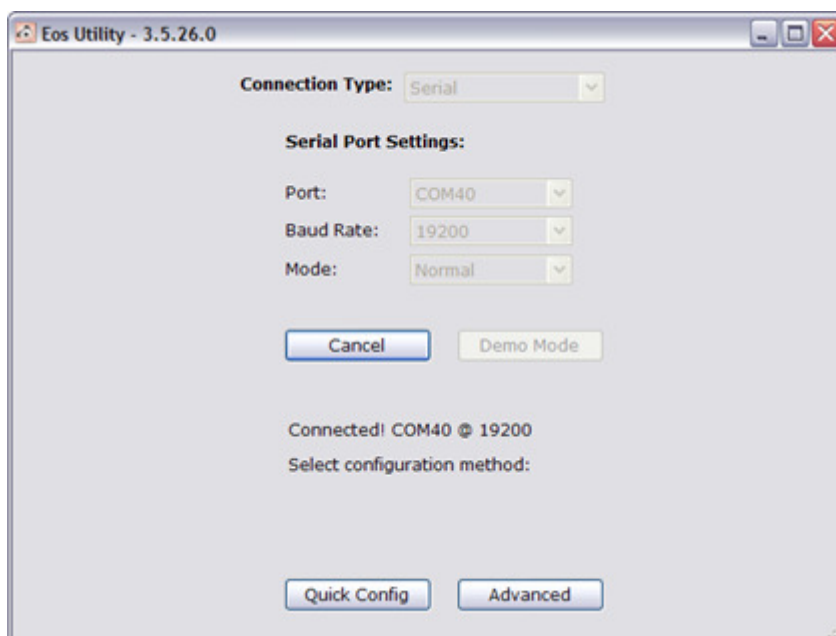 Eos Utility - 3.5.26.0
Connection Type: Serial
Serial Port Settings:
Port: COM40
Baud Rate: 19200
Mode: Normal
Cancel Demo Mode
Connected! COM40 @ 19200
Select configuration method:
Quick Config Advanced